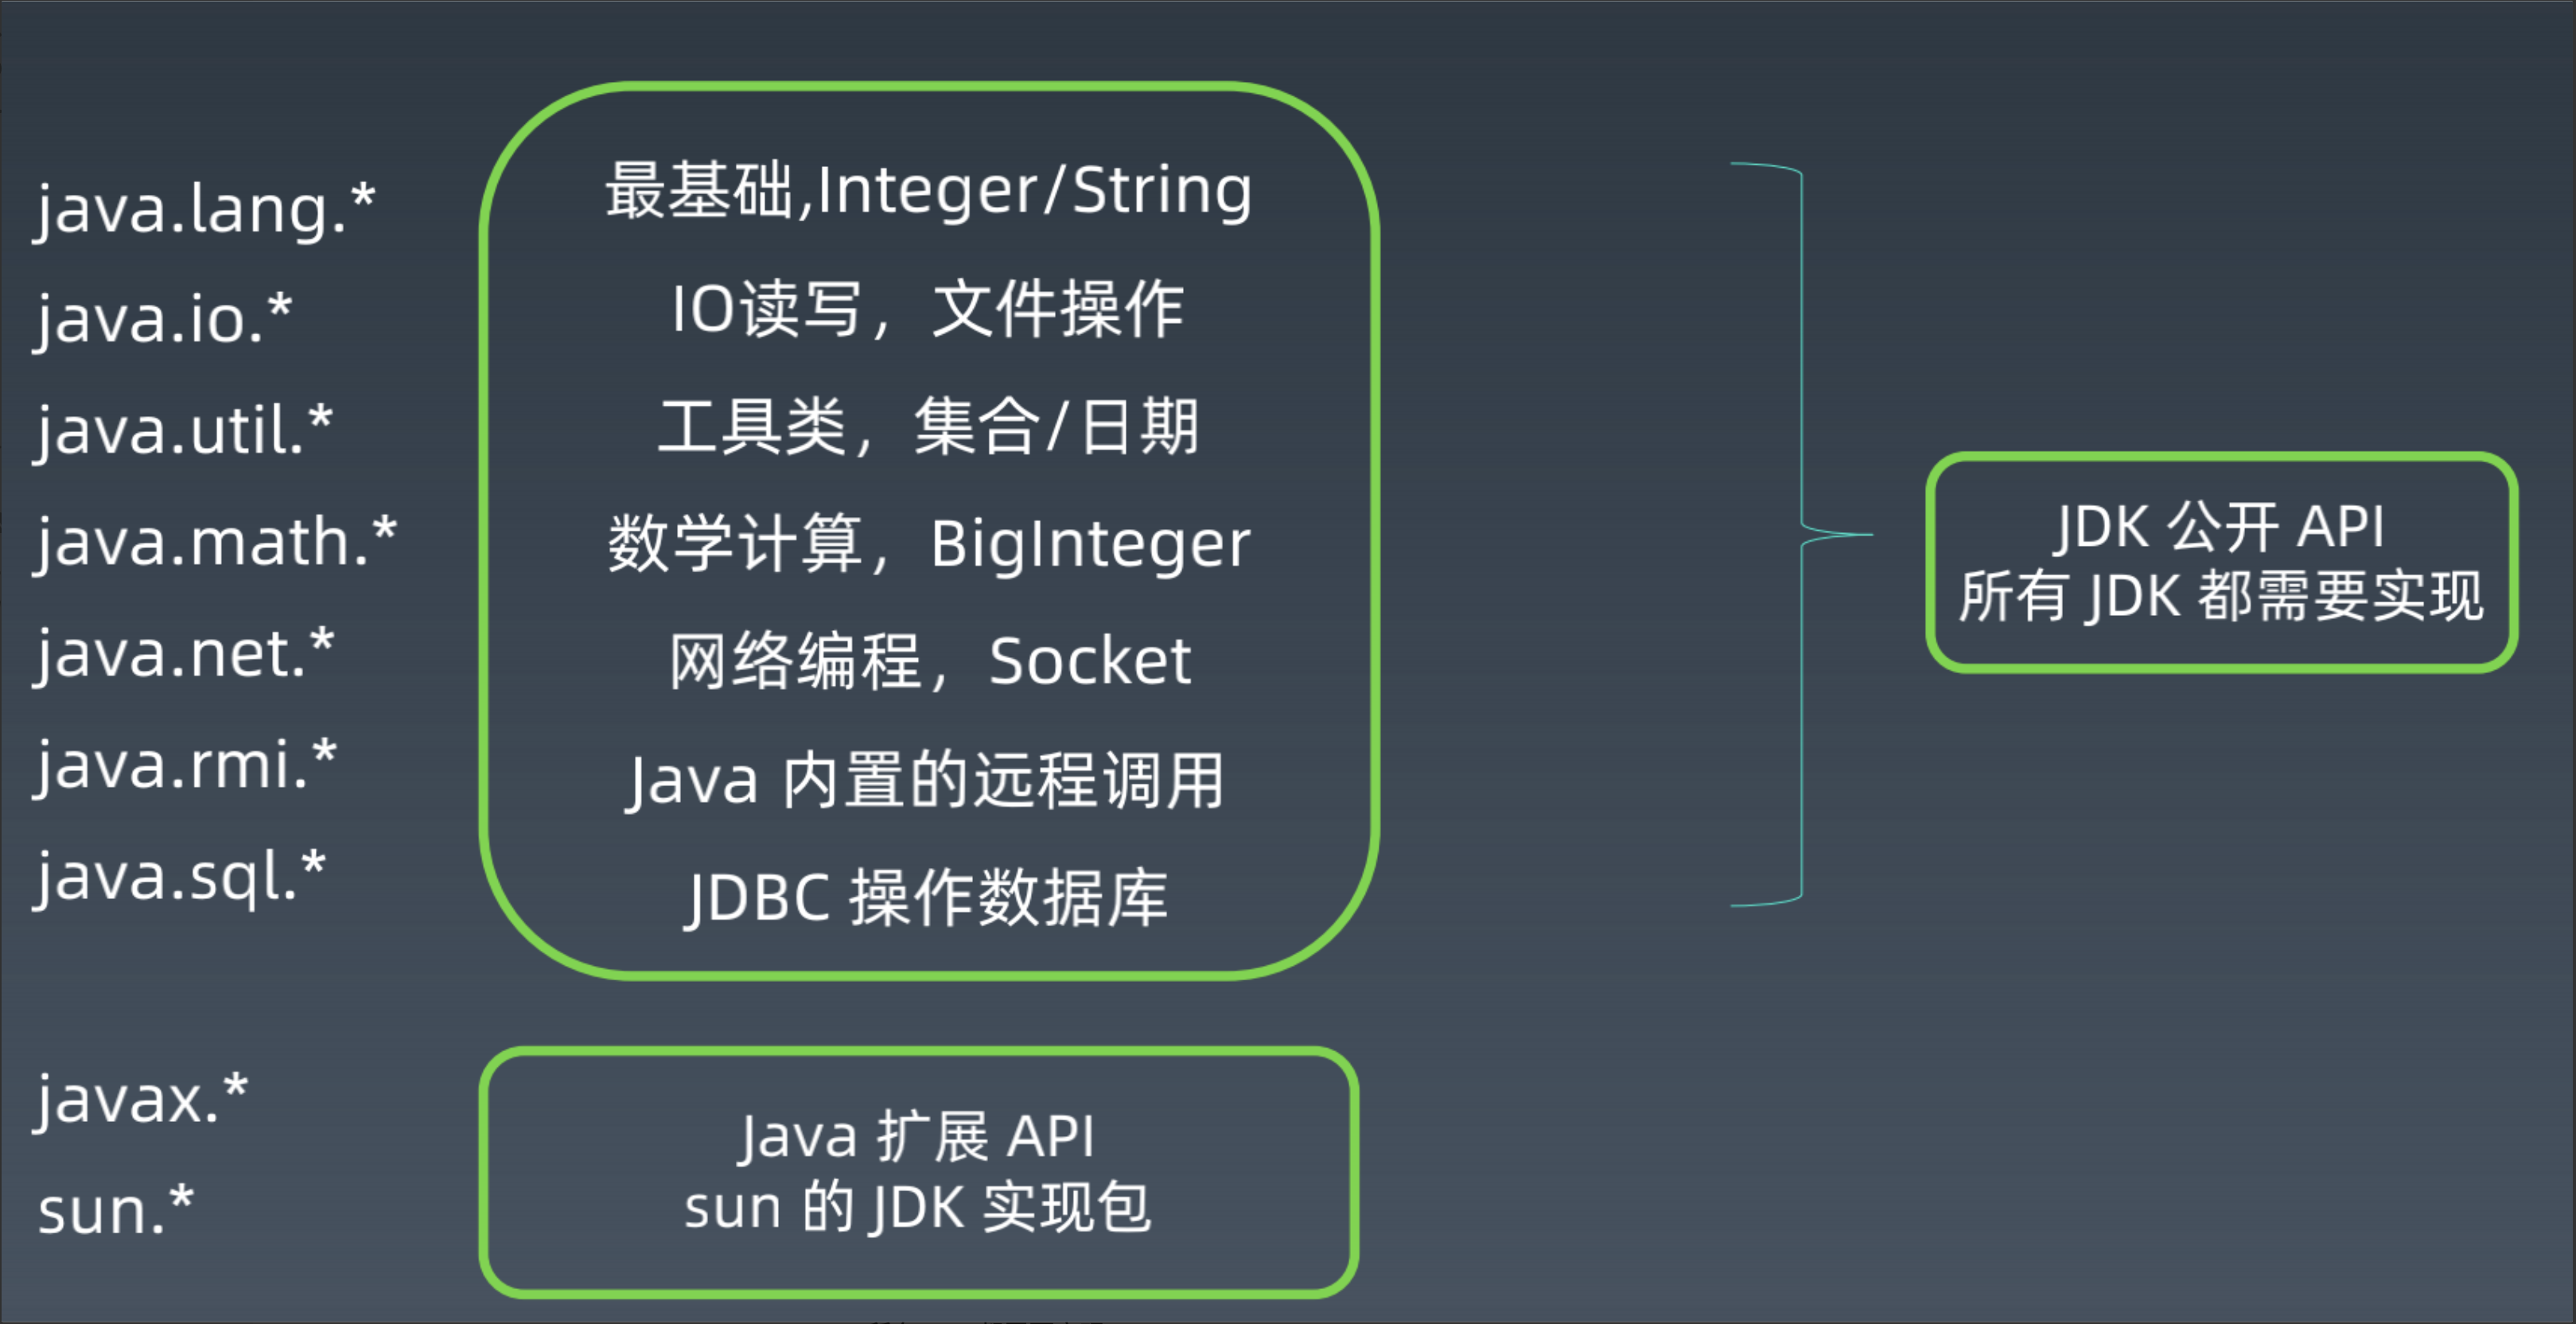 java.lang.*
java.io.*
java.util.*
java.math.*
java.net.*
java.rmi.*
java.sql.*
javax.*
sun.*
最基础,Integer/String
IO读写，文件操作
工具类，集合/日期
数学计算，BigInteger
网络编程，Socket
Java 内置的远程调用
JDBC 操作数据库
Java 扩展 API
sun 的 JDK 实现包
JDK 公开 API
所有 JDK 都需要实现